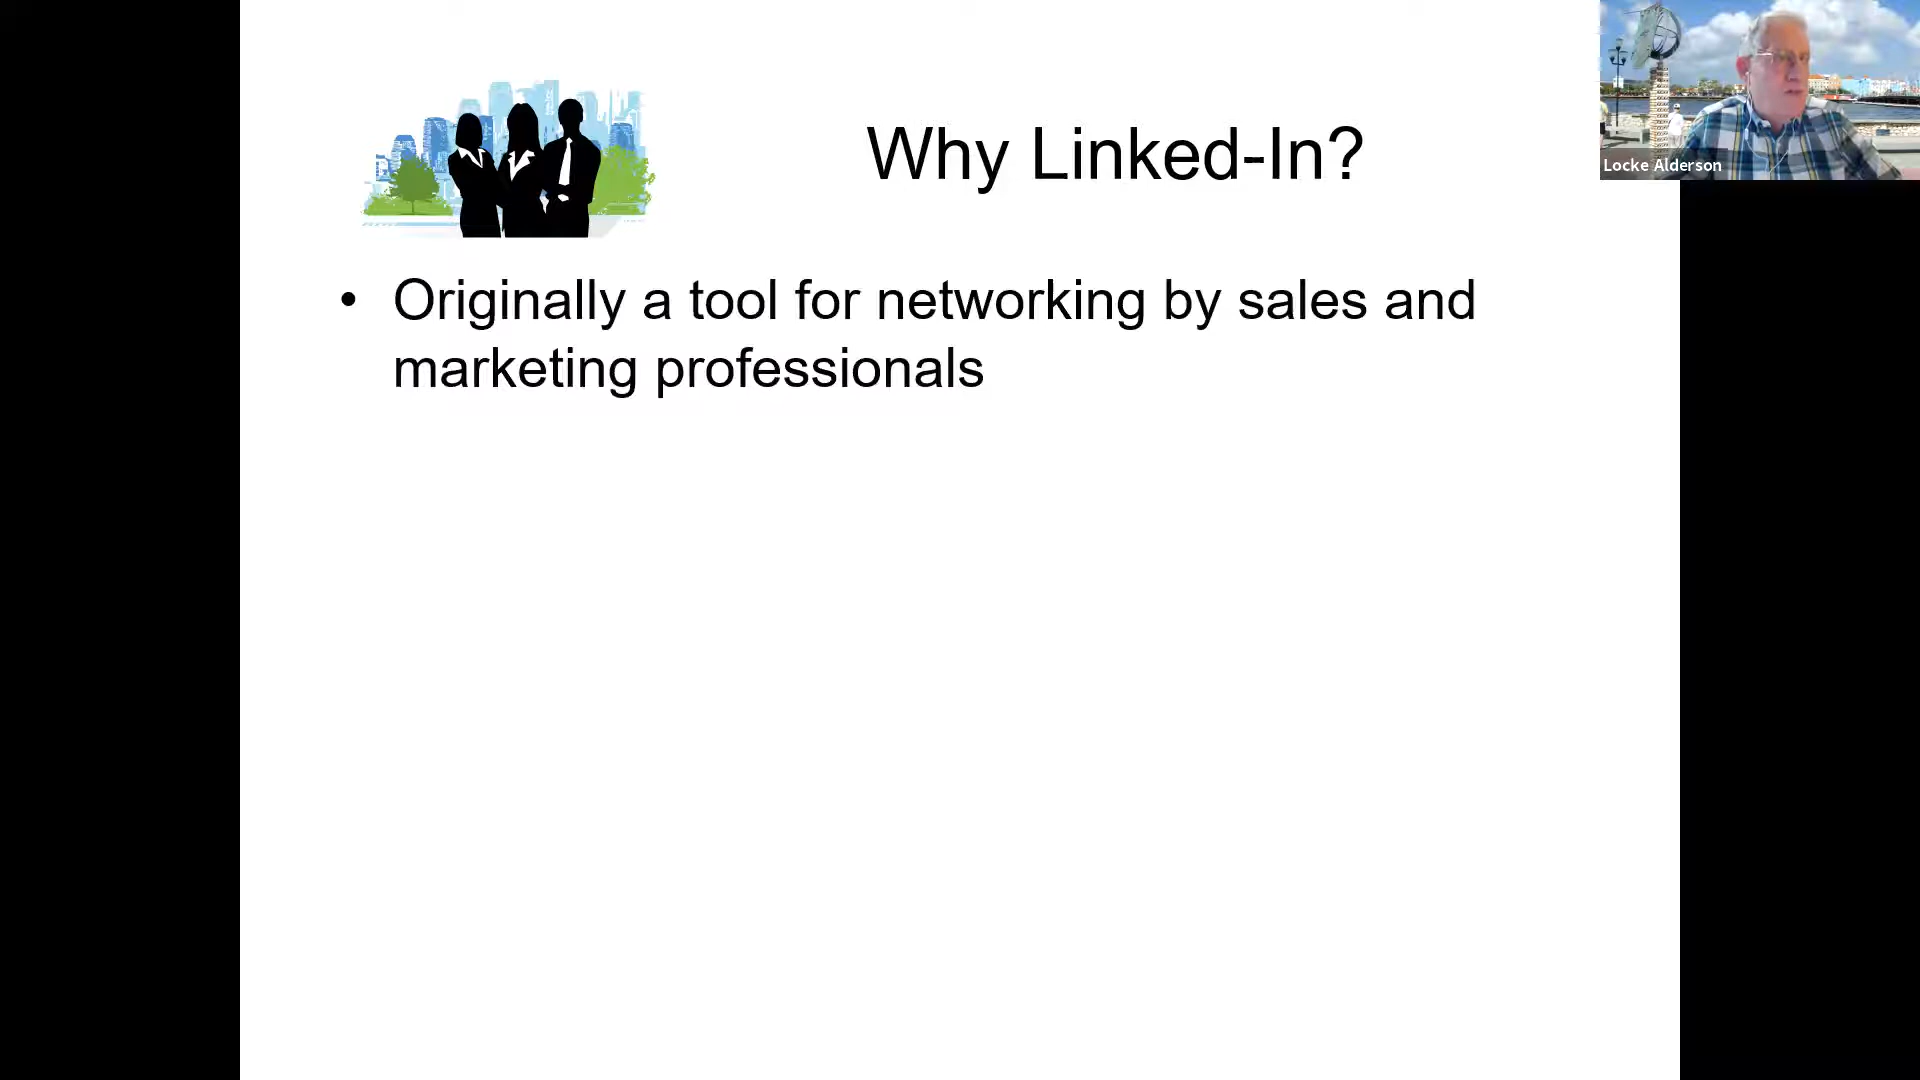 Why Linked-In?
• Originally a tool for networking by sales and
marketing professionals
Locke Alderson